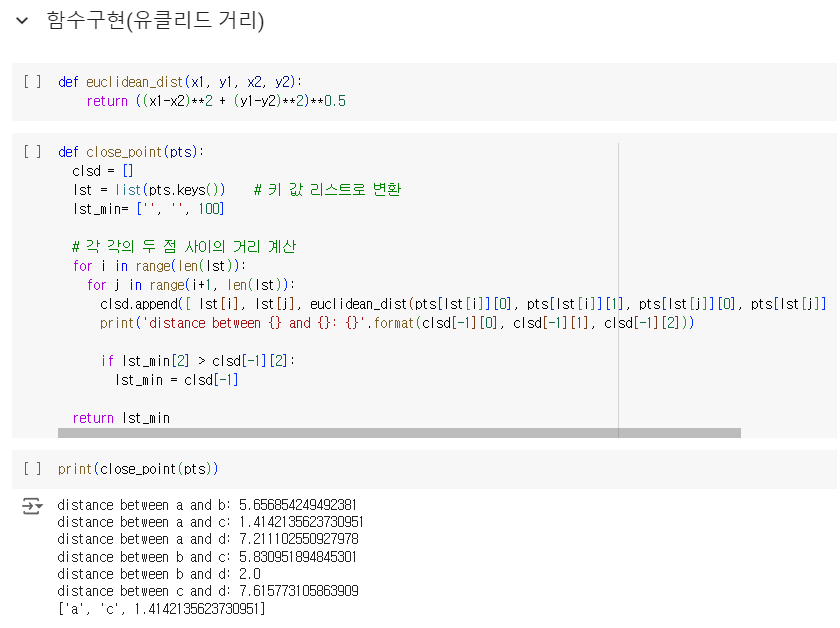 함수구현(유클리드 거리)
[ ] def euclidean_dist(x1, y1, x2, y2):
return ((x1-x2)**2 + (y1-y2)**2)**0.5
[ ] def close_point(pts):
clsd = []
lst = list(pts.keys()) # 키 값 리스트로 변환
lst_min= ['', '', 100]
# 각 각의 두 점 사이의 거리 계산
for i in range(len(lst)):
for j in range(i+1, len(lst)):
clsd.append([ lst[i], lst[j], euclidean_dist(pts[lst[i]][0], pts[lst[i]][1], pts[lst[j]][0], pts[lst[j]]
print('distance between {} and {}: {}'.format(clsd[-1][0], clsd[-1][1], clsd[-1][2]))
if lst_min[2] > clsd[-1][2]:
lst_min = clsd[-1]
return lst_min
[ ] print(close_point(pts))
distance between a and b: 5.656854249492381
distance between a and c: 1.4142135623730951
distance between a and d: 7.211102550927978
distance between b and c: 5.830951894845301
distance between b and d: 2.0
distance between c and d: 7.615773105863909
['a', 'c', 1.4142135623730951]